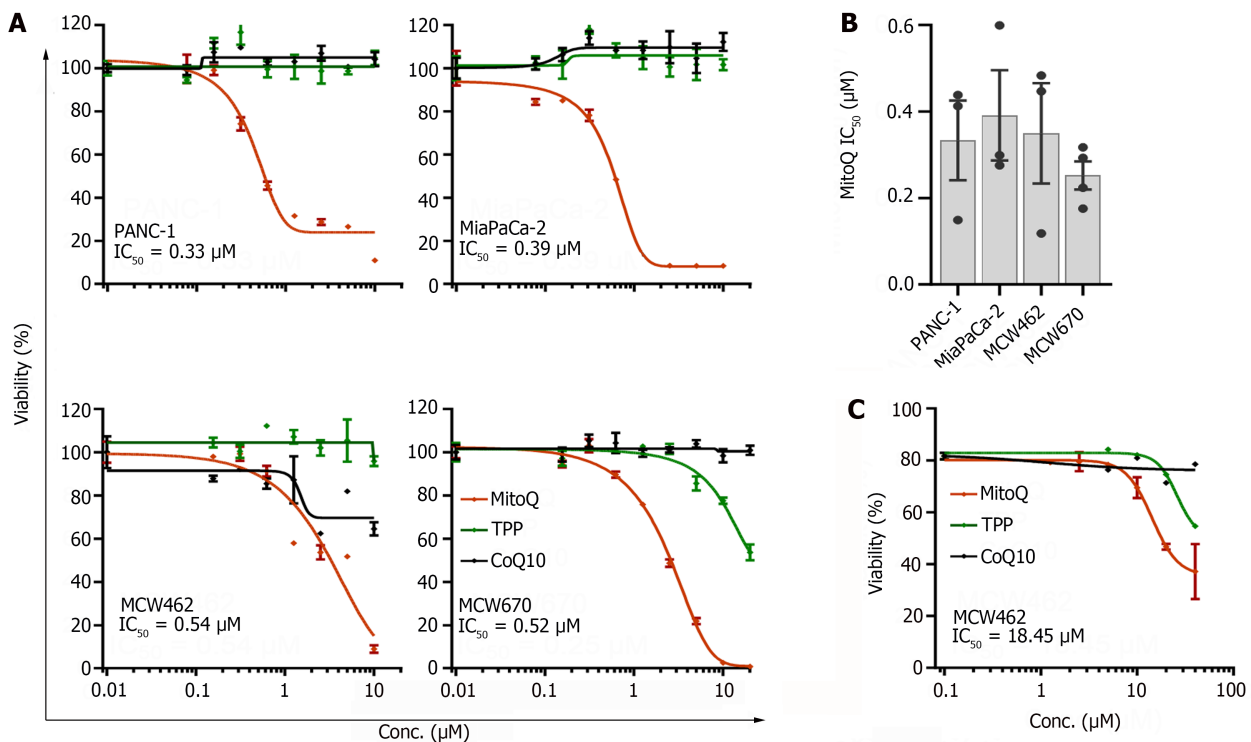 A
120
100
80
60
40
20
0
PANC-1
IC50 = 0.33 µM
120
100
80
60
40
20
0
MiaPaCa-2
IC50 = 0.39 µM
Viability (%)
120
100
80
60
40
20
0
MCW462
IC50 = 0.54 µM
0.01 0.1 1 10
120
100
80
60
40
20
0
MitoQ
TPP
CoQ10
MCW670
IC50 = 0.52 µM
0.01 0.1 1 10
Conc. (µM)
B
MitoQ IC50 (µM)
0.6
0.4
0.2
0.0
PANC-1
MiaPaCa-2
MCW462
MCW670
C
Viability (%)
100
80
60
40
20
0
MitoQ
TPP
CoQ10
MCW462
IC50 = 18.45 µM
0.1 1 10 100
Conc. (µM)